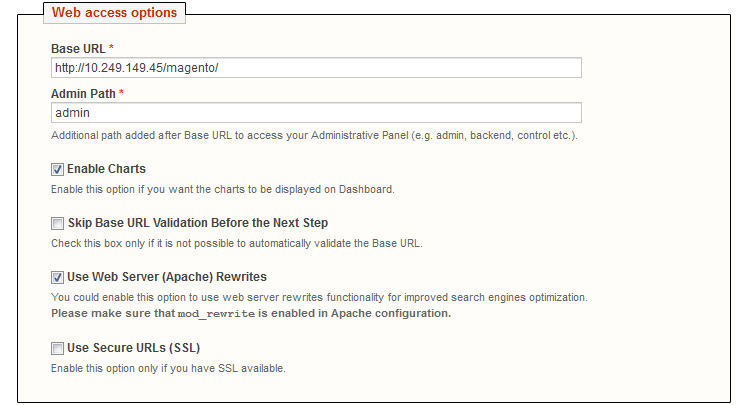 Web access options
Base URL *
http://10.249.149.45/magento/
Admin Path *
admin
Additional path added after Base URL to access your Administrative Panel (e.g. admin, backend, control etc.).
Enable Charts
Enable this option if you want the charts to be displayed on Dashboard.
Skip Base URL Validation Before the Next Step
Check this box only if it is not possible to automatically validate the Base URL.
Use Web Server (Apache) Rewrites
You could enable this option to use web server rewrites functionality for improved search engines optimization.
Please make sure that mod_rewrite is enabled in Apache configuration.
Use Secure URLs (SSL)
Enable this option only if you have SSL available.